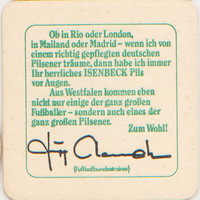 Ob in Rio oder London,
in Mailand oder Madrid – wenn ich von
einem richtig gepflegten deutschen
Pilsener träume, dann habe ich immer
Ihr herrliches ISENBECK Pils
vor Augen.
Aus Westfalen kommen eben
nicht nur einige der ganz großen
Fußballer – sondern auch eines der
ganz großen Pilsener.
Zum Wohl!
(Fußballbundestrainer)